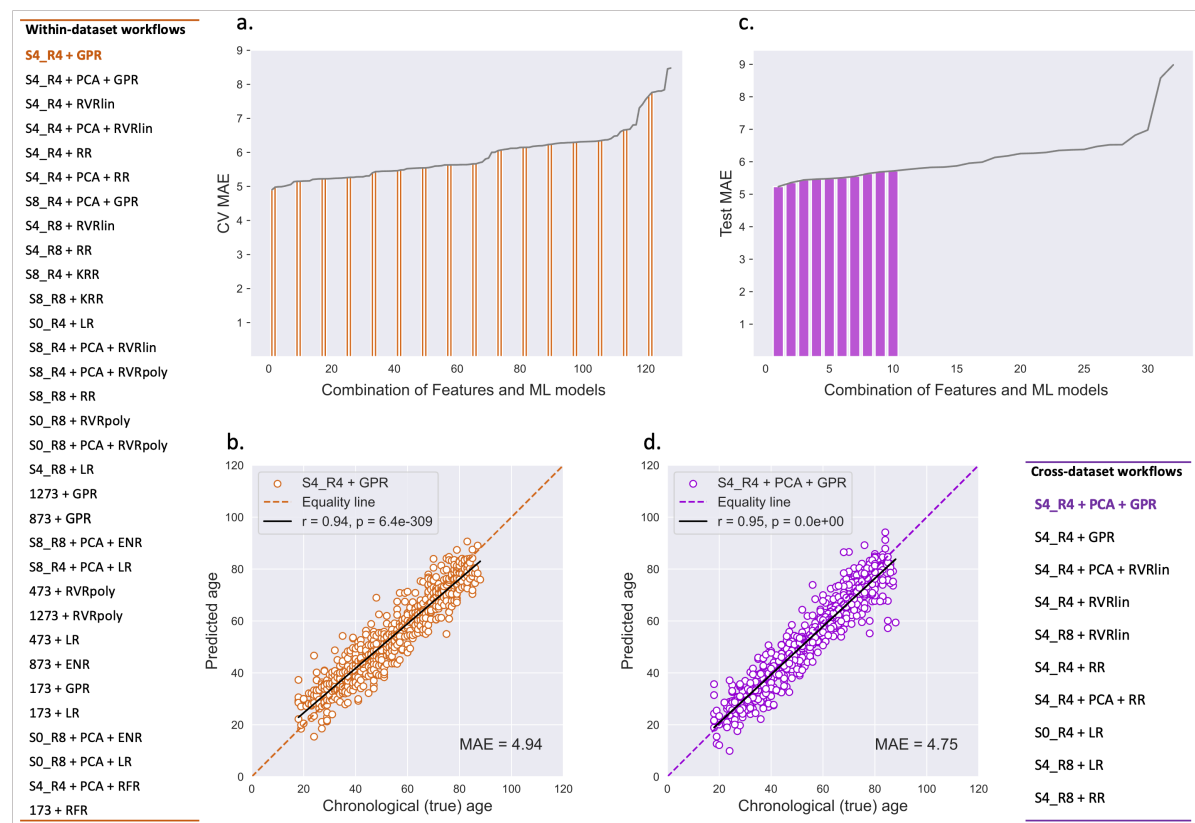 Within-dataset workflows
S4_R4 + GPR
S4_R4 + PCA + GPR
S4_R4 + RVRlin
S4_R4 + PCA + RVRlin
S4_R4 + RR
S4_R4 + PCA + RR
S8_R4 + PCA + GPR
S4_R8 + RVRlin
S4_R8 + RR
S8_R4 + KRR
S8_R8 + KRR
S0_R4 + LR
S8_R4 + PCA + RVRlin
S8_R4 + PCA + RVRpoly
S8_R8 + RR
S0_R8 + RVRpoly
S0_R8 + PCA + RVRpoly
S4_R8 + LR
1273 + GPR
873 + GPR
S8_R8 + PCA + ENR
S8_R4 + PCA + LR
473 + RVRpoly
1273 + RVRpoly
473 + LR
873 + ENR
173 + GPR
173 + LR
S0_R8 + PCA + ENR
S0_R8 + PCA + LR
S4_R4 + PCA + RFR
173 + RFR
a.
CV MAE
9
8
7
6
5
4
3
2
1
0 20 40 60 80 100 120
Combination of Features and ML models
c.
Test MAE
9
8
7
6
5
4
3
2
1
0 5 10 15 20 25 30
Combination of Features and ML models
b.
S4_R4 + GPR
Equality line
r = 0.94, p = 6.4e-309
Predicted age
120
100
80
60
40
20
0
MAE = 4.94
0 20 40 60 80 100 120
Chronological (true) age
d.
S4_R4 + PCA + GPR
Equality line
r = 0.95, p = 0.0e+00
Predicted age
120
100
80
60
40
20
0
MAE = 4.75
0 20 40 60 80 100 120
Chronological (true) age
Cross-dataset workflows
S4_R4 + PCA + GPR
S4_R4 + GPR
S4_R4 + PCA + RVRlin
S4_R4 + RVRlin
S4_R8 + RVRlin
S4_R4 + RR
S4_R4 + PCA + RR
S0_R4 + LR
S4_R8 + LR
S4_R8 + RR